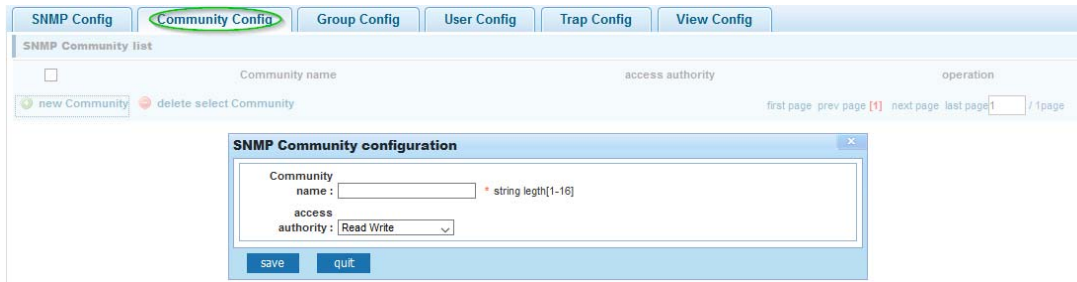 SNMP Config Community Config Group Config User Config Trap Config View Config
SNMP Community list
Community name access authority operation
new Community delete select Community first page prev page [1] next page last page 1 / 1page
SNMP Community configuration x
Community
name : * string legth[1-16]
access
authority : Read Write
save quit